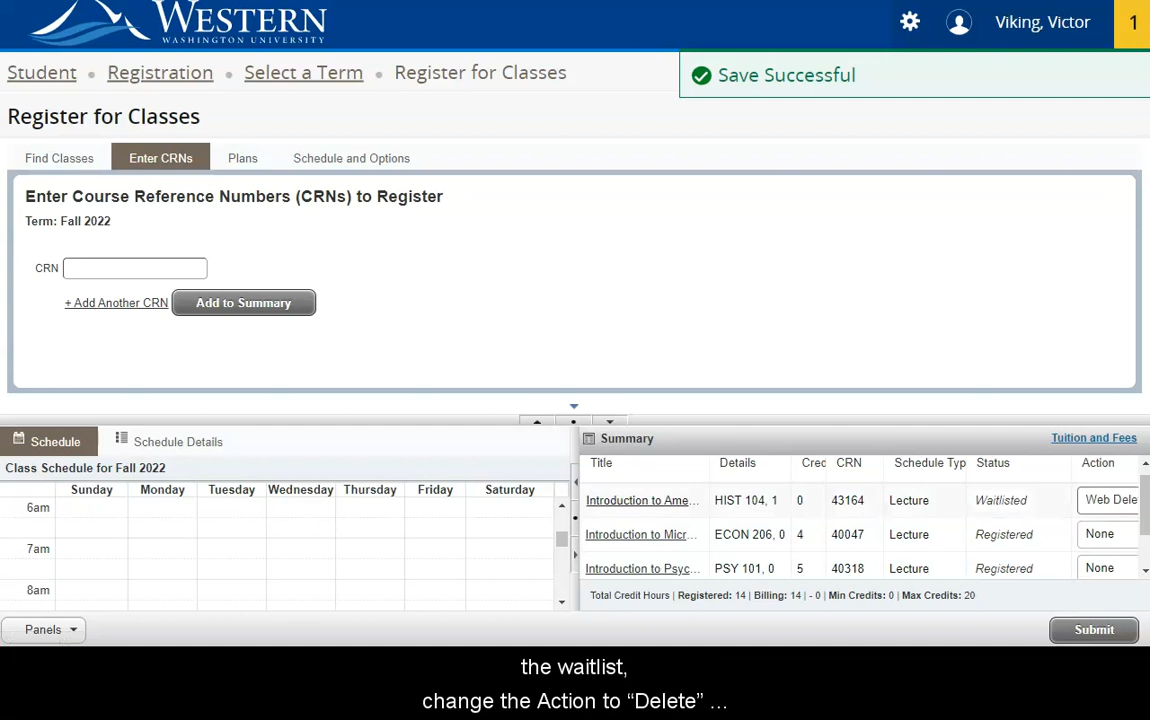 WESTERN
WASHINGTON UNIVERSITY
Viking, Victor
1
Student • Registration • Select a Term • Register for Classes
Save Successful
Register for Classes
Find Classes
Enter CRNs
Plans
Schedule and Options
Enter Course Reference Numbers (CRNs) to Register
Term: Fall 2022
CRN
+ Add Another CRN
Add to Summary
Schedule
Schedule Details
Class Schedule for Fall 2022
Sunday Monday Tuesday Wednesday Thursday Friday Saturday
6am
7am
8am
Summary
Tuition and Fees
Title Details Cred CRN Schedule Typ Status Action
Introduction to Ame... HIST 104, 1 0 43164 Lecture Waitlisted Web Dele
Introduction to Micr... ECON 206, 0 4 40047 Lecture Registered None
Introduction to Psyc... PSY 101, 0 5 40318 Lecture Registered None
Total Credit Hours | Registered: 14 | Billing: 14 | - 0 | Min Credits: 0 | Max Credits: 20
Panels
Submit
the waitlist,
change the Action to “Delete” ...